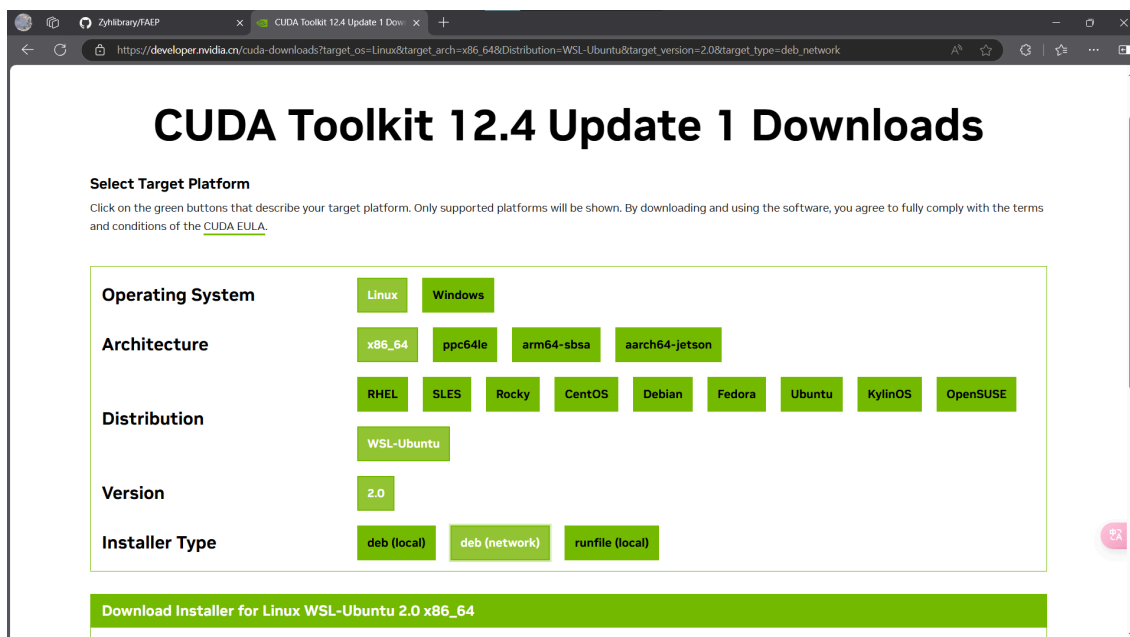 Zyhlibrary/FAEP
CUDA Toolkit 12.4 Update 1 Dow
https://developer.nvidia.cn/cuda-downloads?target_os=Linux&target_arch=x86_64&Distribution=WSL-Ubuntu&target_version=2.0&target_type=deb_network
CUDA Toolkit 12.4 Update 1 Downloads
Select Target Platform
Click on the green buttons that describe your target platform. Only supported platforms will be shown. By downloading and using the software, you agree to fully comply with the terms
and conditions of the CUDA EULA.
Operating System Linux Windows
Architecture x86_64 ppc64le arm64-sbsa aarch64-jetson
RHEL SLES Rocky CentOS Debian Fedora Ubuntu KylinOS OpenSUSE
Distribution
WSL-Ubuntu
Version 2.0
Installer Type deb (local) deb (network) runfile (local)
Download Installer for Linux WSL-Ubuntu 2.0 x86_64